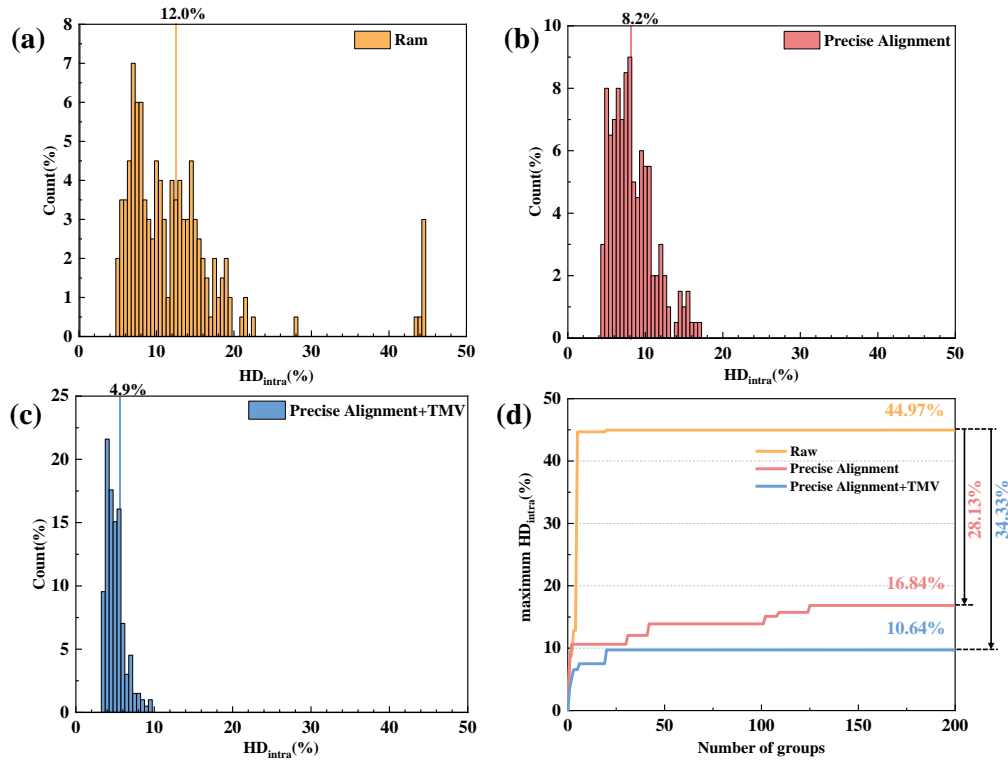 (a)
12.0%
Ram
Count(%)
8
7
6
5
4
3
2
1
0
0 10 20 30 40 50
HDintra(%)
(b)
8.2%
Precise Alignment
Count(%)
10
8
6
4
2
0
0 10 20 30 40 50
HDintra(%)
(c)
4.9%
Precise Alignment+TMV
Count(%)
25
20
15
10
5
0
0 10 20 30 40 50
HDintra(%)
(d)
44.97%
Raw
Precise Alignment
Precise Alignment+TMV
maximum HDintra(%)
50
40
30
20
10
0
16.84%
10.64%
28.13%
34.33%
0 50 100 150 200
Number of groups